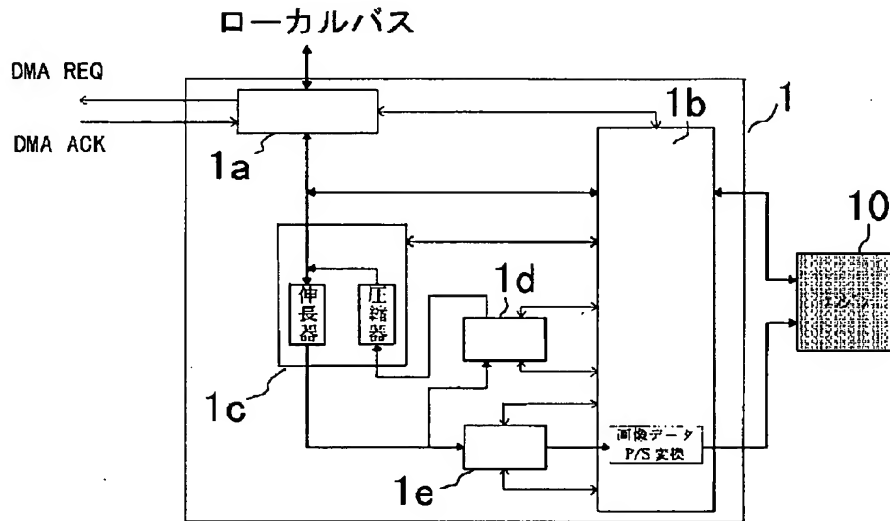 ローカルバス
DMA REQ
DMA ACK
1a
1b
1
10
伸長器
圧縮器
1d
1c
1e
画像データ
P/S変換